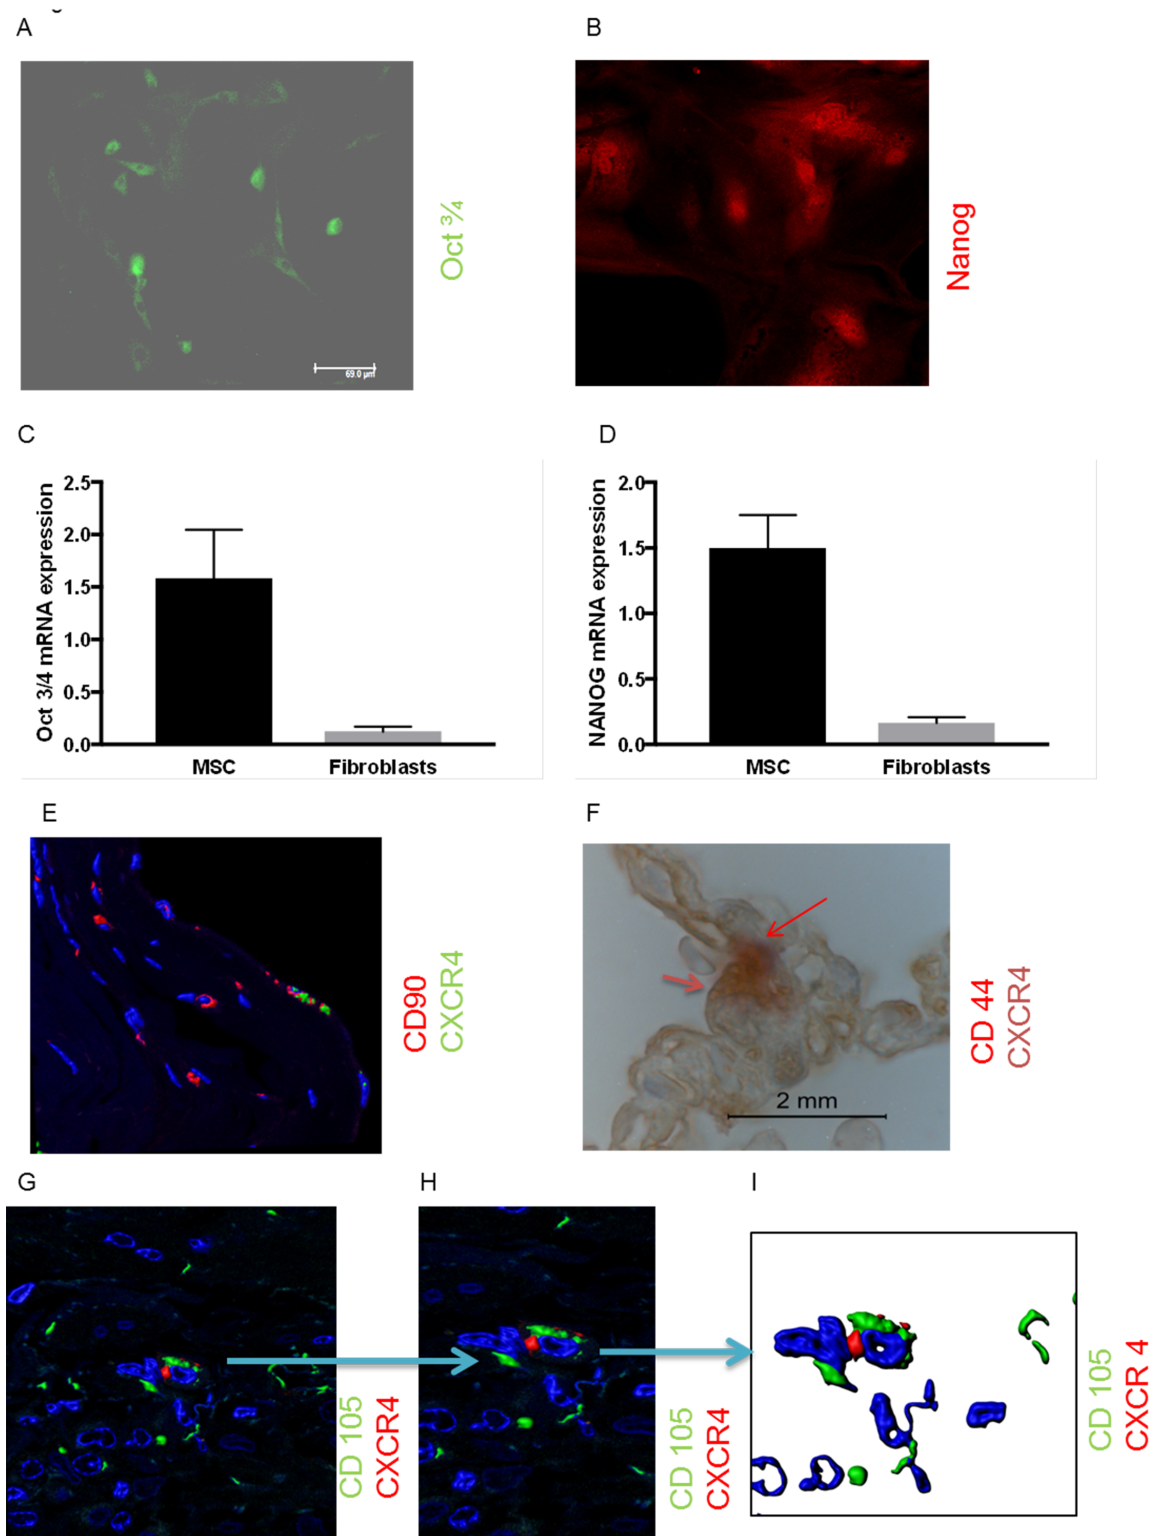 A
B
Oct ¾
Nanog
69.0 µm
C
D
Oct 3/4 mRNA expression
2.5
2.0
1.5
1.0
0.5
0.0
MSC
Fibroblasts
NANOG mRNA expression
2.0
1.5
1.0
0.5
0.0
MSC
Fibroblasts
E
F
CD90
CXCR4
2 mm
CD 44
CXCR4
G
H
I
CD 105
CXCR4
CD 105
CXCR4
CD 105
CXCR 4